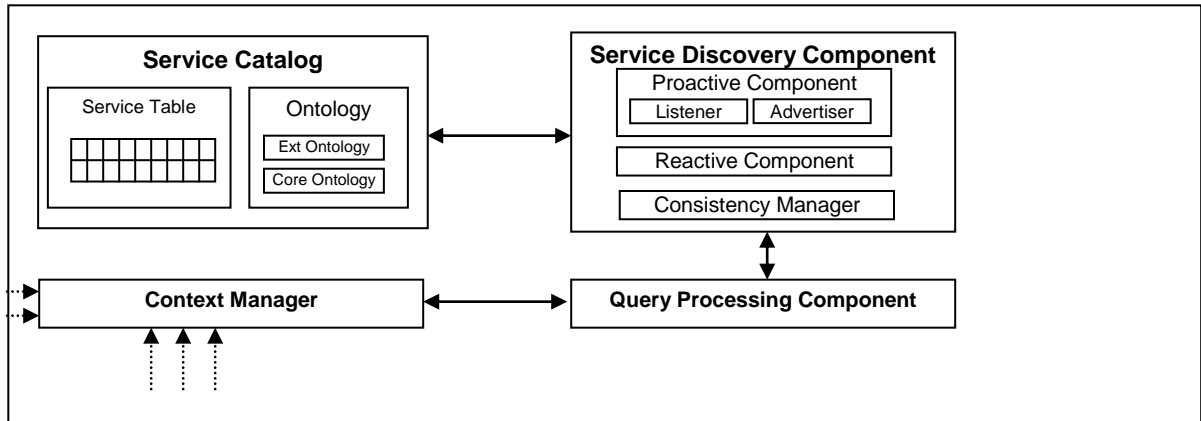 Service Catalog
Service Table
Ontology
Ext Ontology
Core Ontology
Service Discovery Component
Proactive Component
Listener
Advertiser
Reactive Component
Consistency Manager
Context Manager
Query Processing Component